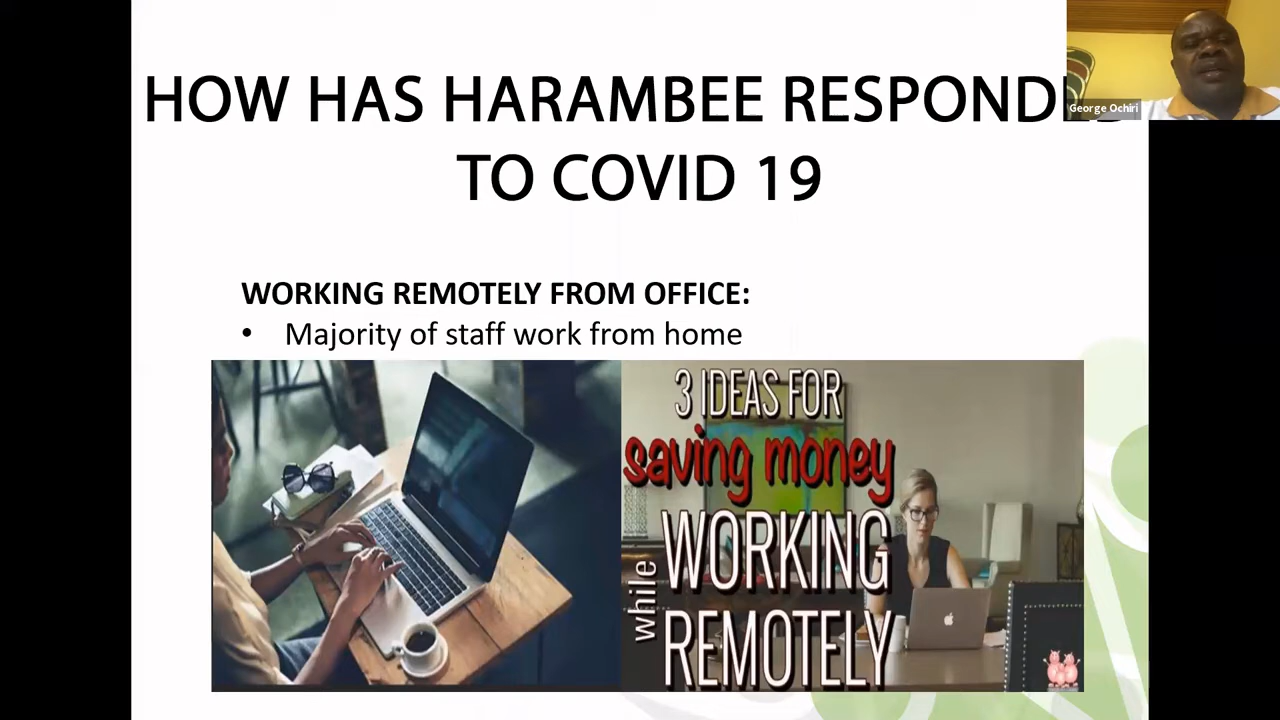 HOW HAS HARAMBEE RESPONDED
TO COVID 19
George Ochiri
WORKING REMOTELY FROM OFFICE:
• Majority of staff work from home
3 IDEAS FOR
saving money
while
WORKING
REMOTELY